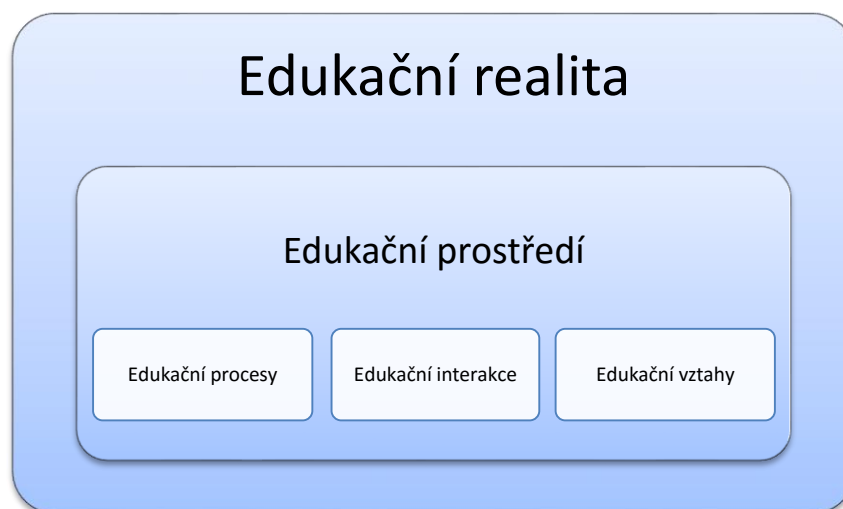 Edukační realita
Edukační prostředí
Edukační procesy
Edukační interakce
Edukační vztahy